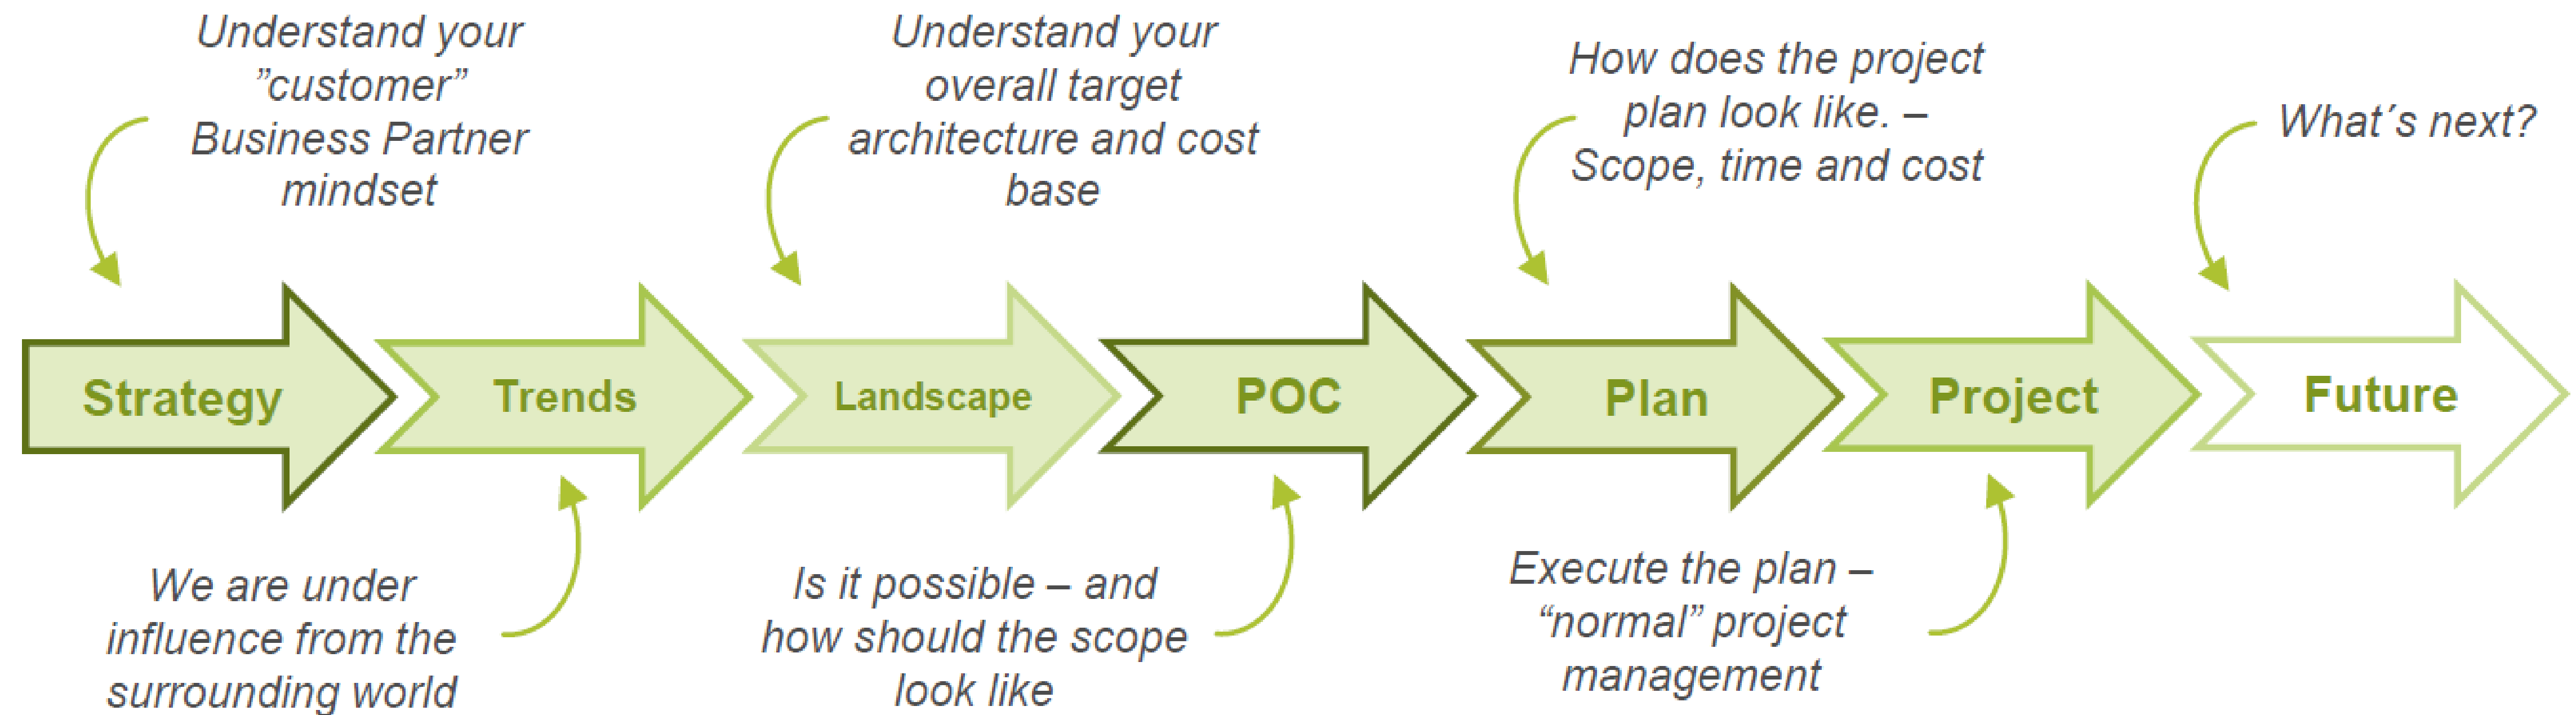 Understand your
”customer”
Business Partner
mindset
Understand your
overall target
architecture and cost
base
How does the project
plan look like. –
Scope, time and cost
What´s next?
Strategy
Trends
Landscape
POC
Plan
Project
Future
We are under
influence from the
surrounding world
Is it possible – and
how should the scope
look like
Execute the plan –
“normal” project
management